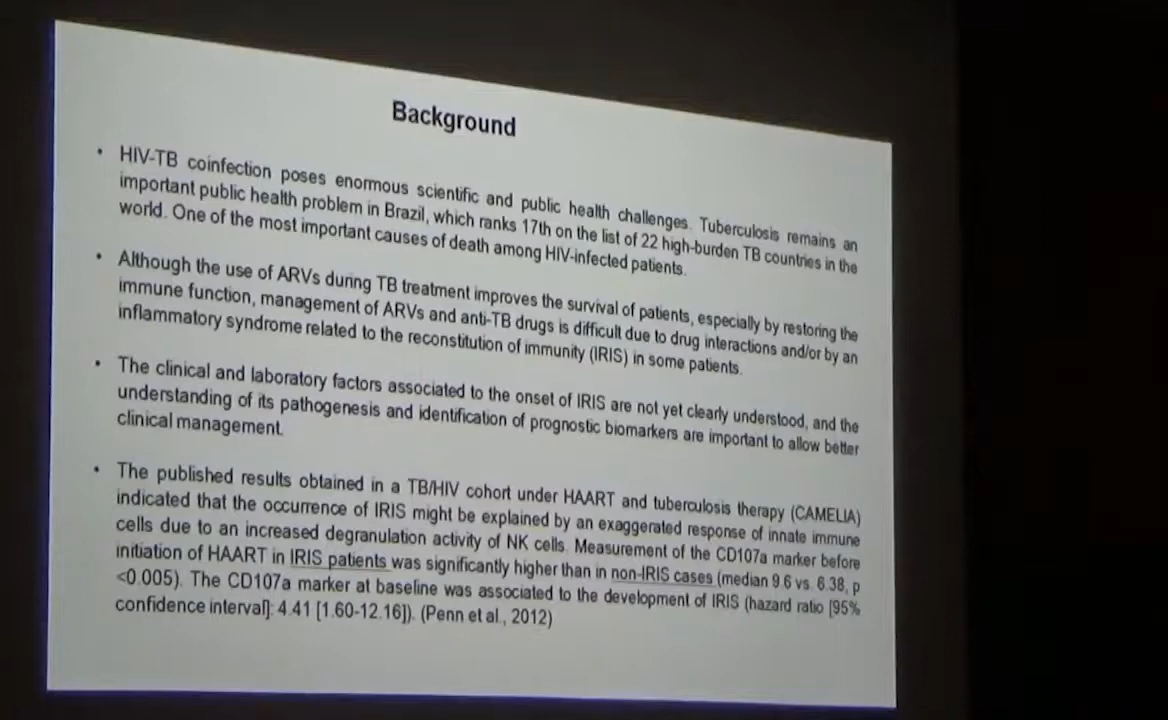 Background
• HIV-TB coinfection poses enormous scientific and public health challenges. Tuberculosis remains an
important public health problem in Brazil, which ranks 17th on the list of 22 high-burden TB countries in the
world. One of the most important causes of death among HIV-infected patients.
• Although the use of ARVs during TB treatment improves the survival of patients, especially by restoring the
immune function, management of ARVs and anti-TB drugs is difficult due to drug interactions and/or by an
inflammatory syndrome related to the reconstitution of immunity (IRIS) in some patients.
• The clinical and laboratory factors associated to the onset of IRIS are not yet clearly understood, and the
understanding of its pathogenesis and identification of prognostic biomarkers are important to allow better
clinical management.
• The published results obtained in a TB/HIV cohort under HAART and tuberculosis therapy (CAMELIA)
indicated that the occurrence of IRIS might be explained by an exaggerated response of innate immune
cells due to an increased degranulation activity of NK cells. Measurement of the CD107a marker before
initiation of HAART in IRIS patients was significantly higher than in non-IRIS cases (median 9.6 vs. 6.38, p
<0.005). The CD107a marker at baseline was associated to the development of IRIS (hazard ratio [95%
confidence interval]: 4.41 [1.60-12.16]). (Penn et al., 2012)